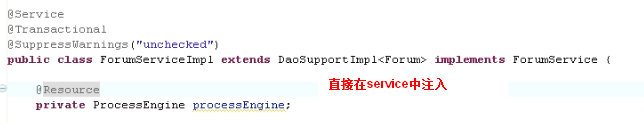 @Service
@Transactional
@SuppressWarnings("unchecked")
public class ForumServiceImpl extends DaoSupportImpl<Forum> implements ForumService {
@Resource 直接在service中注入
private ProcessEngine processEngine;